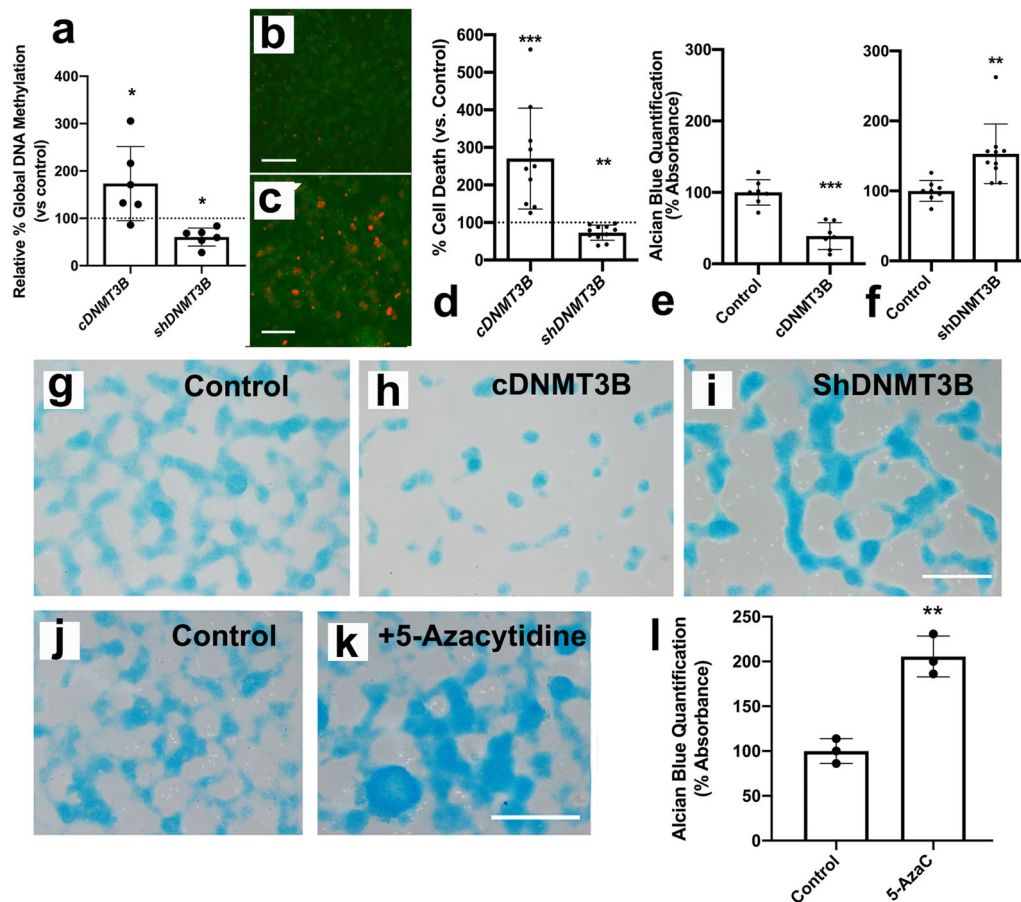 a
Relative % Global DNA Methylation
(vs control)
400
300
200
100
0
*
*
cDNMT3B
shDNMT3B
b
c
d
% Cell Death (vs. Control)
600
500
400
300
200
100
0
***
**
cDNMT3B
shDNMT3B
e
Alcian Blue Quantification
(% Absorbance)
300
200
100
0
***
Control
cDNMT3B
f
300
200
100
0
**
Control
shDNMT3B
g
Control
h
cDNMT3B
i
ShDNMT3B
j
Control
k
+5-Azacytidine
l
Alcian Blue Quantification
(% Absorbance)
250
200
150
100
50
0
**
Control
5-AzaC